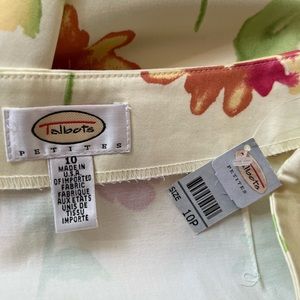 Talbots
PETITES
10
MADE IN
U.S.A.
OF IMPORTED
FABRIC
FABRIQUE
AUX ETATS
UNIS DE
TISSU
IMPORTE
Talbots
PETITES
SIZE
10P